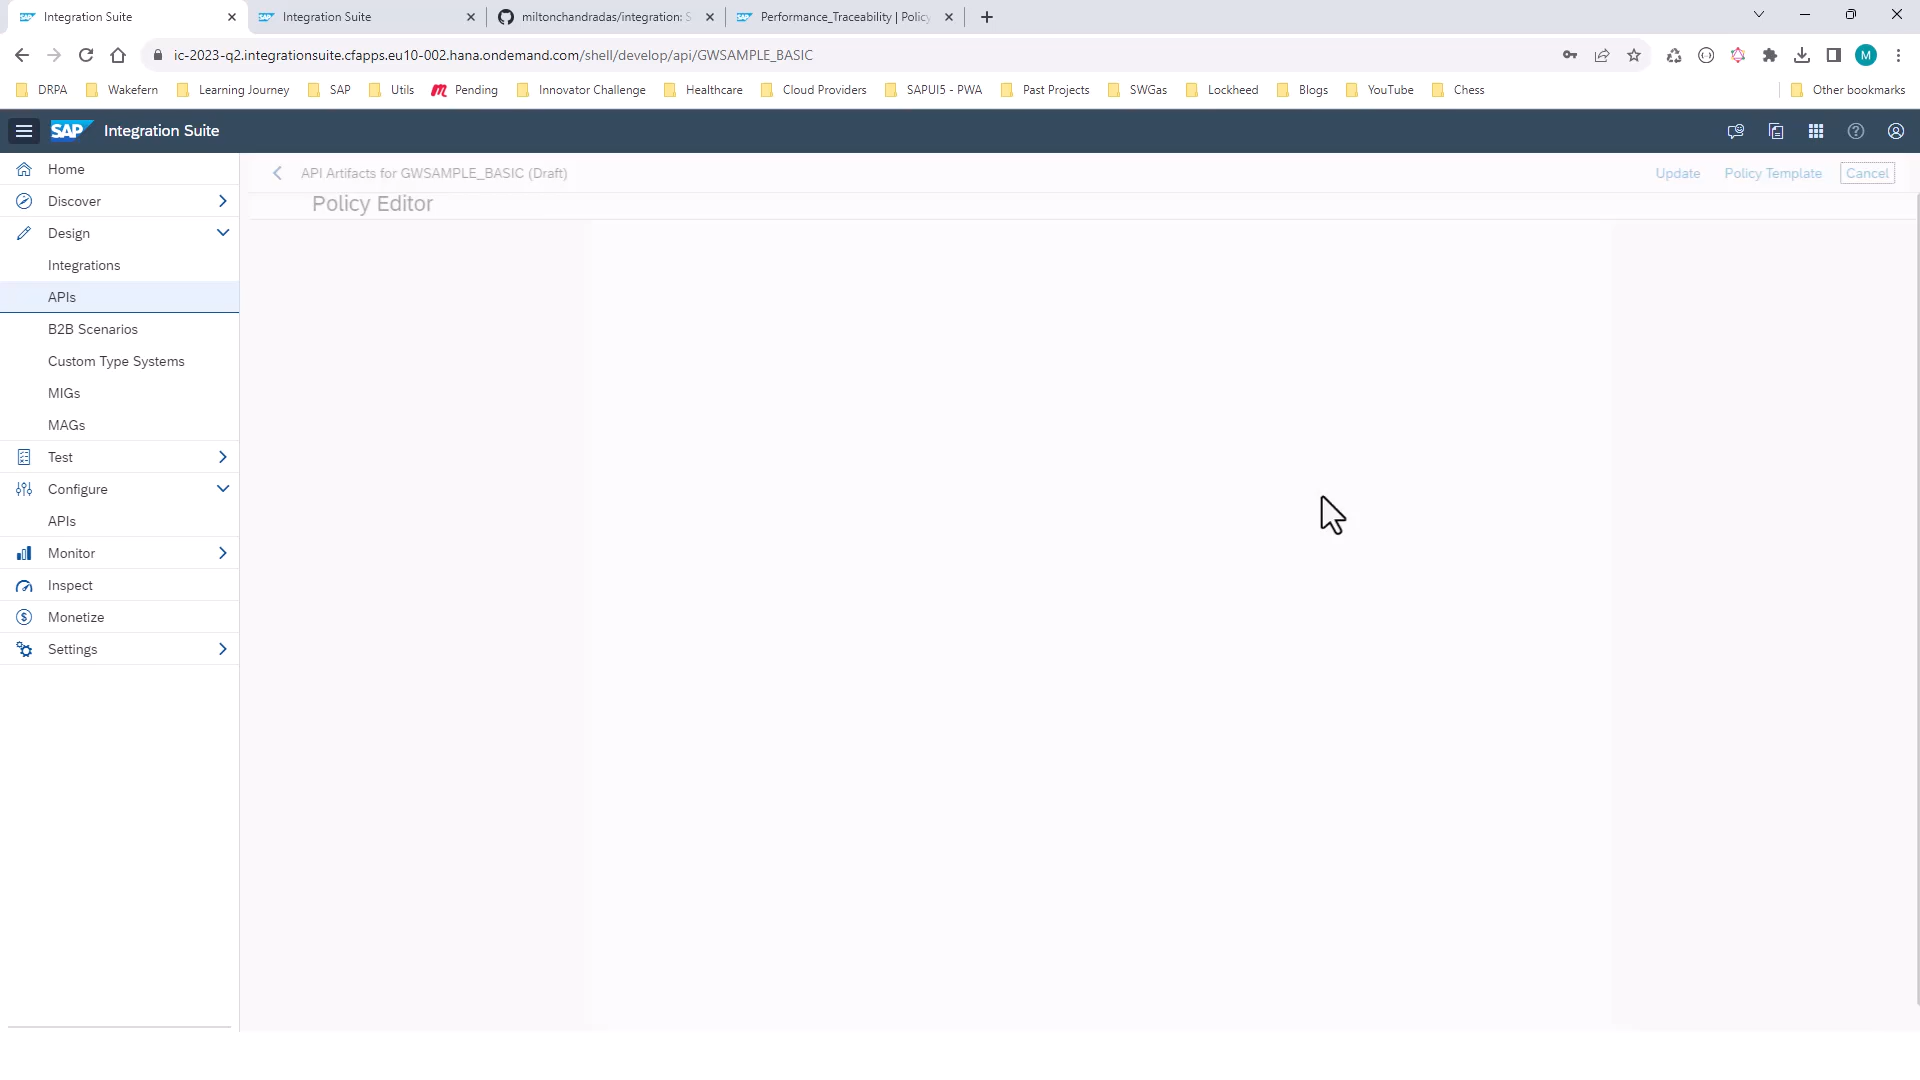 Integration Suite
Integration Suite
miltonchandradas/integration: S
Performance_Traceability | Policy
ic-2023-q2.integrationsuite.cfapps.eu10-002.hana.ondemand.com/shell/develop/api/GWSAMPLE_BASIC
M
DRPA
Wakefern
Learning Journey
SAP
Utils
Pending
Innovator Challenge
Healthcare
Cloud Providers
SAPUI5 - PWA
Past Projects
SWGas
Lockheed
Blogs
YouTube
Chess
Other bookmarks
SAP Integration Suite
Home
Discover
Design
Integrations
APIs
B2B Scenarios
Custom Type Systems
MIGs
MAGs
Test
Configure
APIs
Monitor
Inspect
Monetize
Settings
API Artifacts for GWSAMPLE_BASIC (Draft)
Update
Policy Template
Cancel
Policy Editor